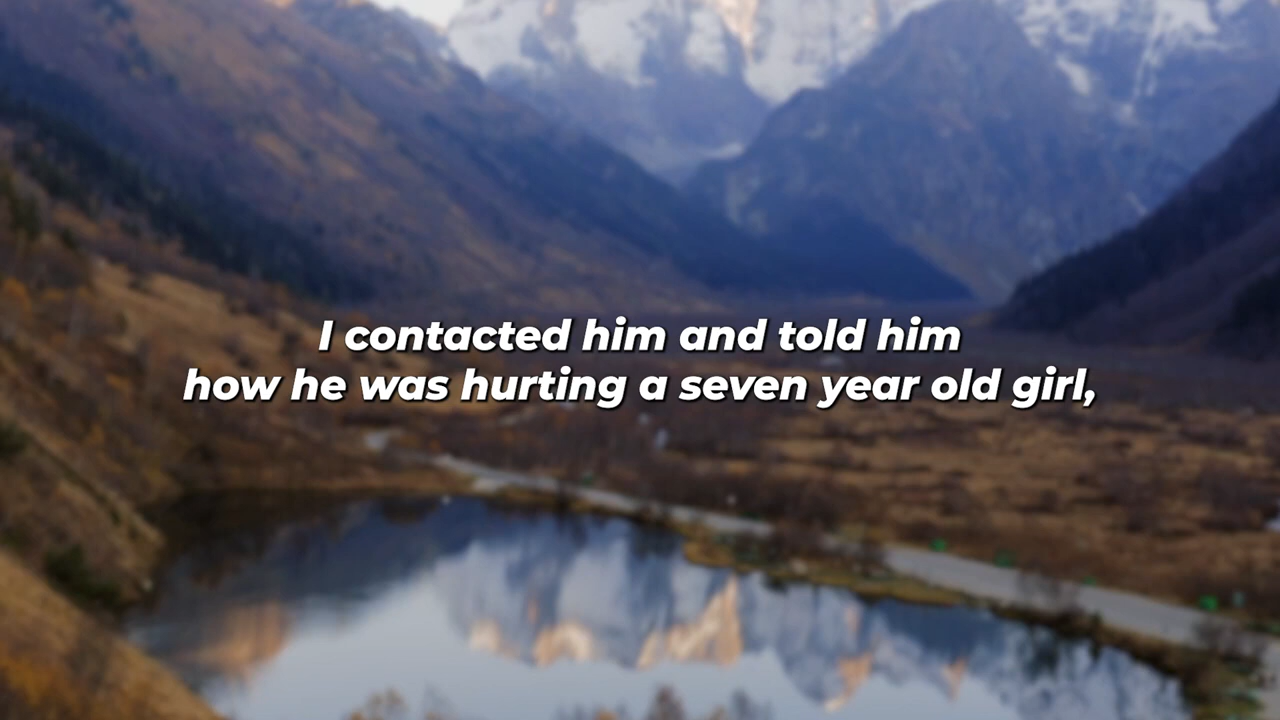 I contacted him and told him
how he was hurting a seven year old girl,